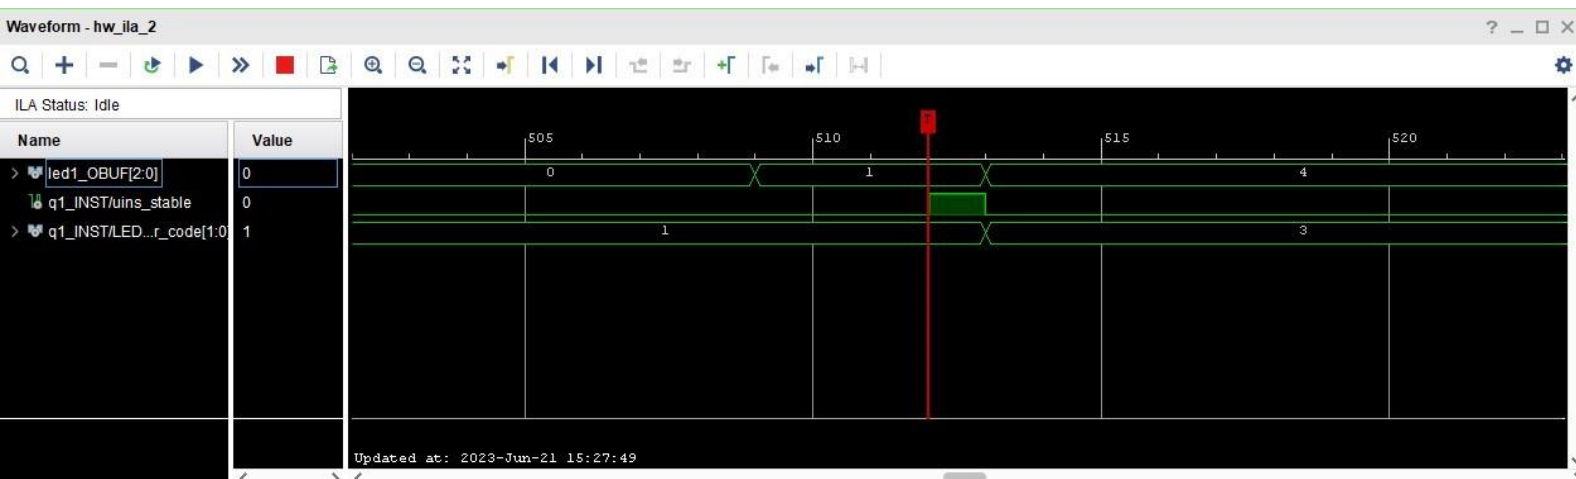 Waveform - hw_ila_2
ILA Status: Idle
Name Value
led1_OBUF[2:0] 0
q1_INST/uins_stable 0
q1_INST/LED...r_code[1:0] 1
T
505 510 515 520
0 1 4
1 3
Updated at: 2023-Jun-21 15:27:49